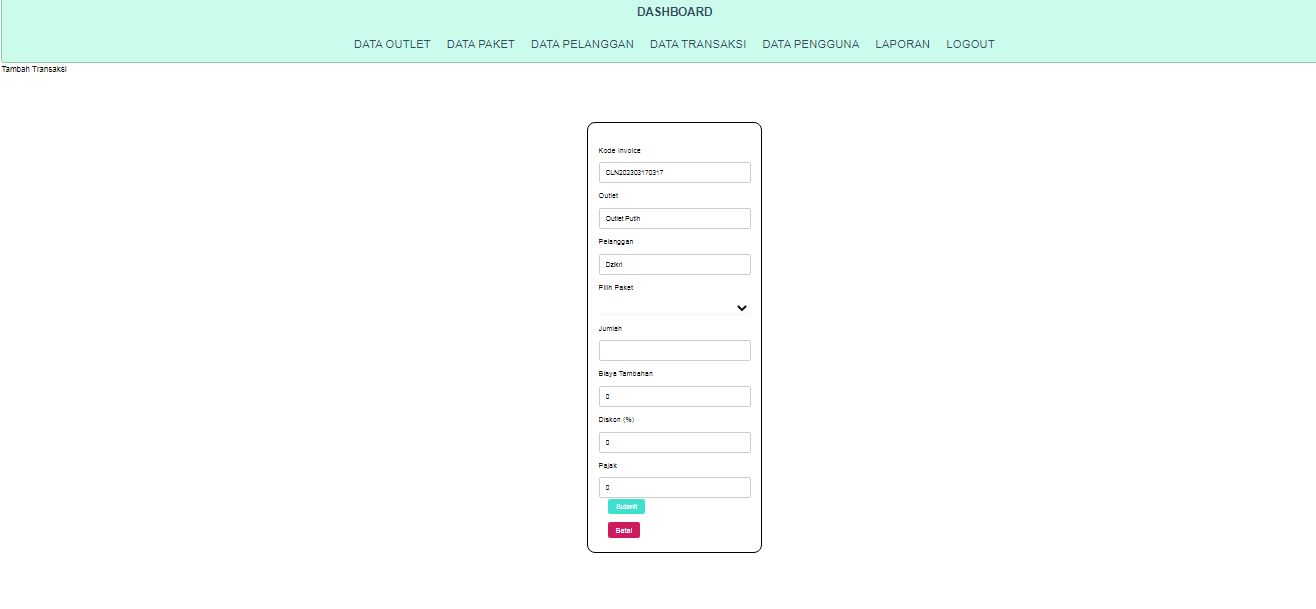 DASHBOARD
DATA OUTLET DATA PAKET DATA PELANGGAN DATA TRANSAKSI DATA PENGGUNA LAPORAN LOGOUT
Tambah Transaksi
Kode Invoice
CLN202303170317
Outlet
Outlet Putih
Pelanggan
Dzikri
Pilih Paket
Jumlah
Biaya Tambahan
0
Diskon (%)
0
Pajak
0
Submit
Batal